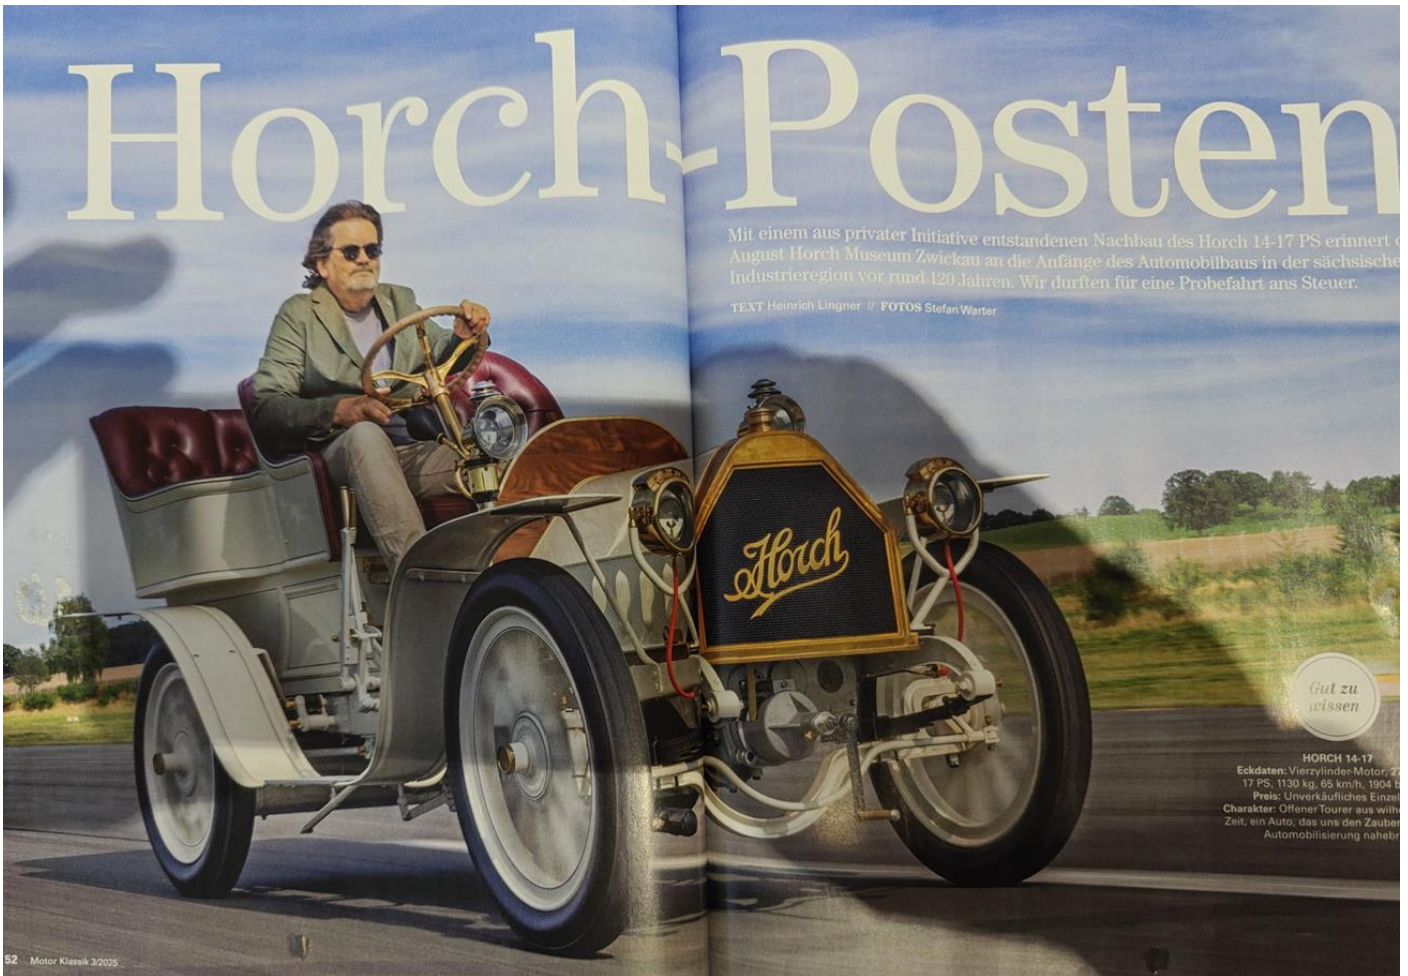 Horch-Posten
Mit einem aus privater Initiative entstandenen Nachbau des Horch 14-17 PS erinnert
August Horch Museum Zwickau an die Anfänge des Automobilbaus in der
Industrieregion vor rund 120 Jahren. Wir durften für eine Probefahrt ans Steuer.
TEXT Heinrich Lingner // FOTOS Stefan Warter
Horch
Gut zu
wissen
HORCH 14-17
Eckdaten: Vierzylinder-Motor,
17 PS, 1130 kg, 65 km/h, 1904
Preis: Unverkäufliches
Charakter: Offener Tourer aus
Zeit, ein Auto, das uns den
Automobilisierung
52 Motor Klassik 3/2025